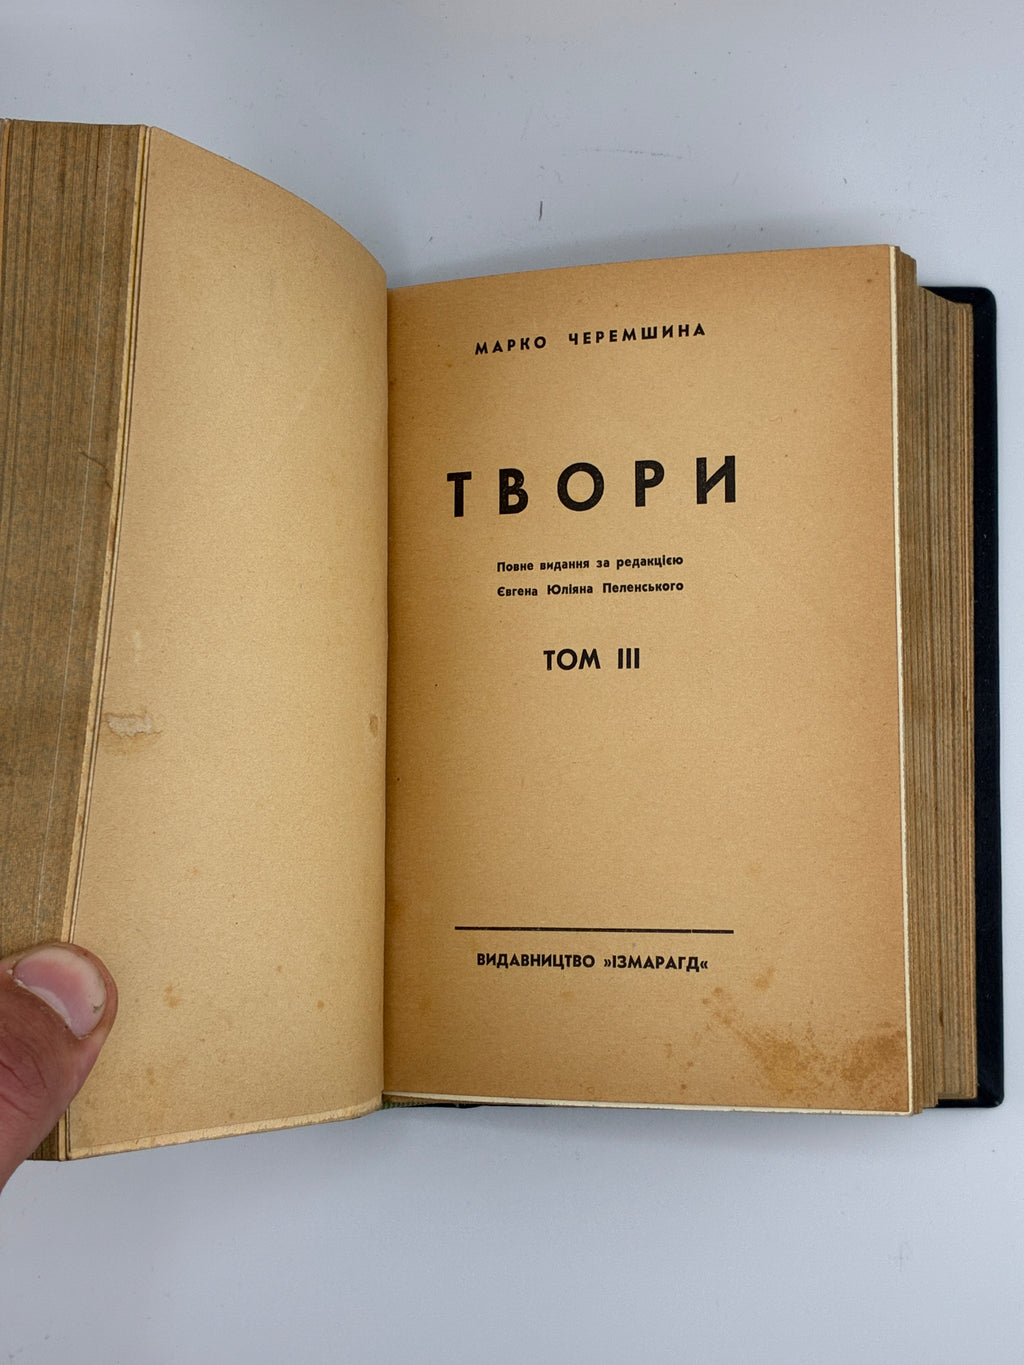 МАРКО ЧЕРЕМШИНА
ТВОРИ
Повне видання за редакцією
Євгена Юліяна Пеленського
ТОМ III
ВИДАВНИЦТВО »ІЗМАРАГД«